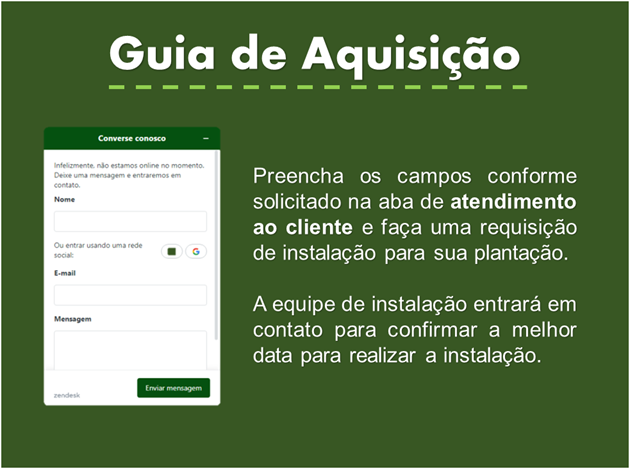 Guia de Aquisição
Converse conosco
Infelizmente, não estamos online no momento.
Deixe uma mensagem e entraremos em
contato.
Nome
Ou entrar usando uma rede
social:
E-mail
Mensagem
zendesk
Enviar mensagem
Preencha os campos conforme
solicitado na aba de atendimento
ao cliente e faça uma requisição
de instalação para sua plantação.
A equipe de instalação entrará em
contato para confirmar a melhor
data para realizar a instalação.